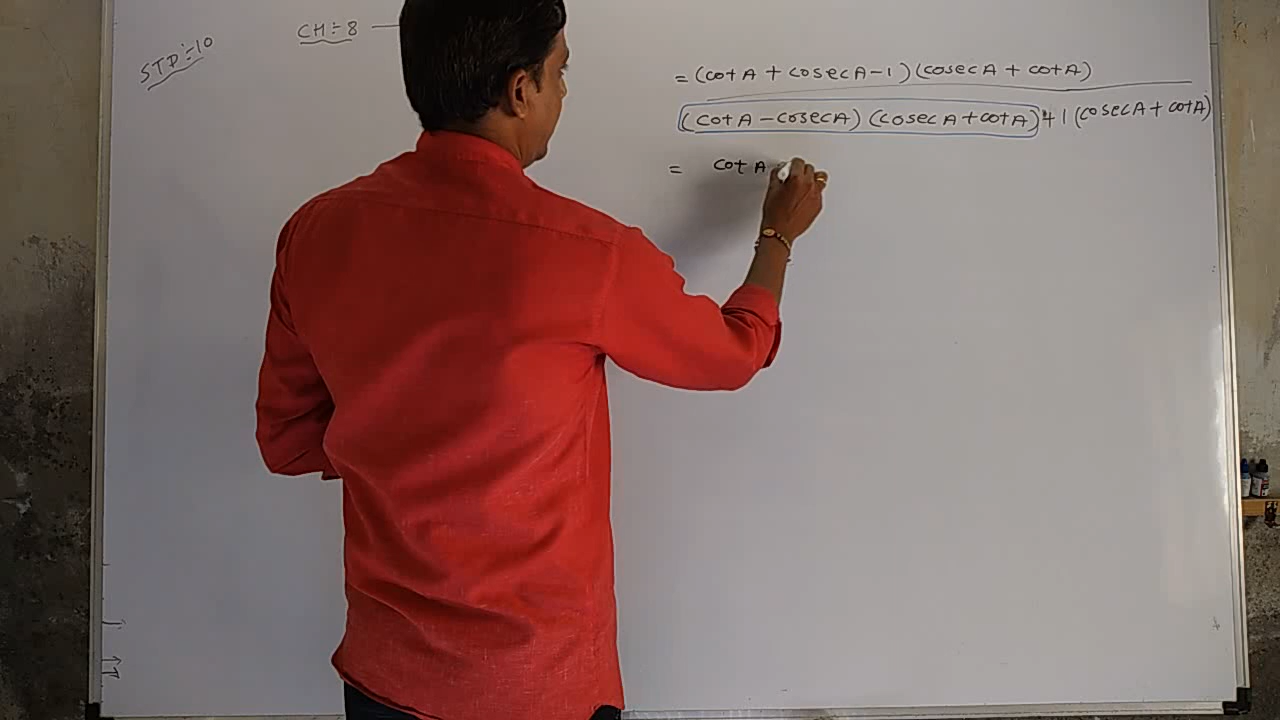 STD:-10
CH:-8 —
= (cot A + cosec A - 1) (cosec A + cot A)
(cot A - cosec A) (cosec A + cot A) + 1 (cosec A + cot A)
= cot A